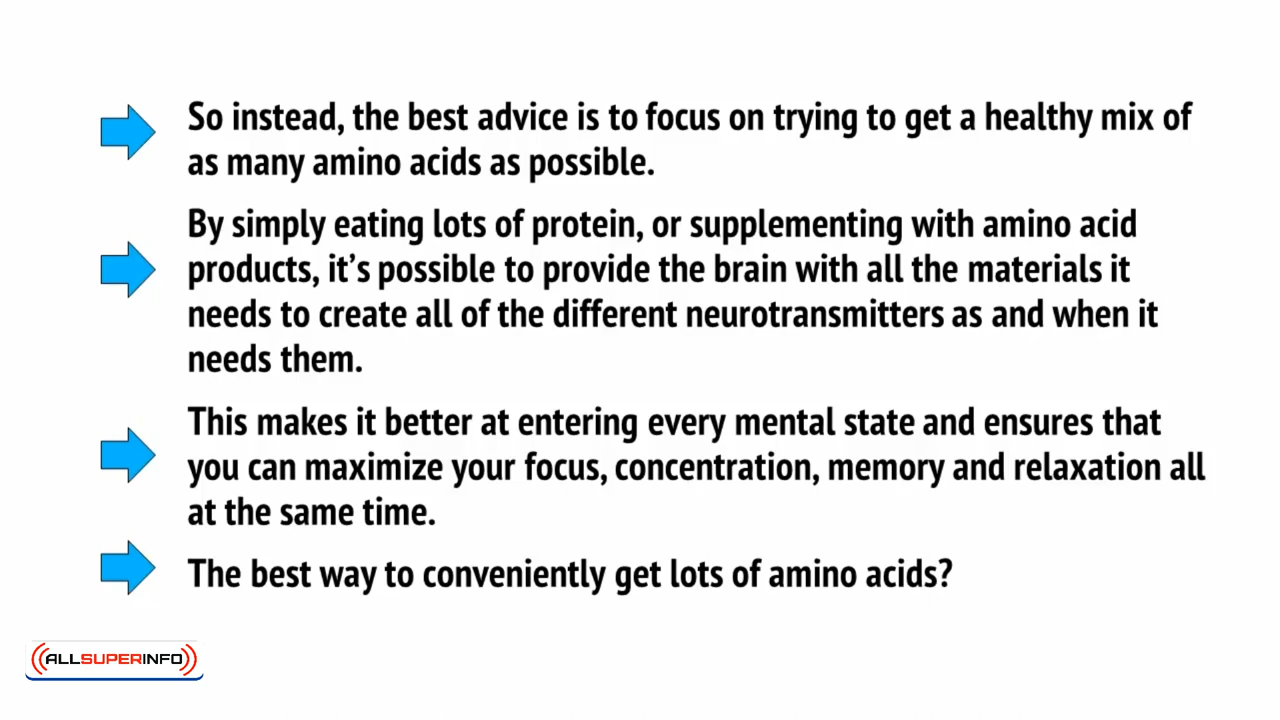 So instead, the best advice is to focus on trying to get a healthy mix of
as many amino acids as possible.
By simply eating lots of protein, or supplementing with amino acid
products, it’s possible to provide the brain with all the materials it
needs to create all of the different neurotransmitters as and when it
needs them.
This makes it better at entering every mental state and ensures that
you can maximize your focus, concentration, memory and relaxation all
at the same time.
The best way to conveniently get lots of amino acids?
ALLSUPERINFO